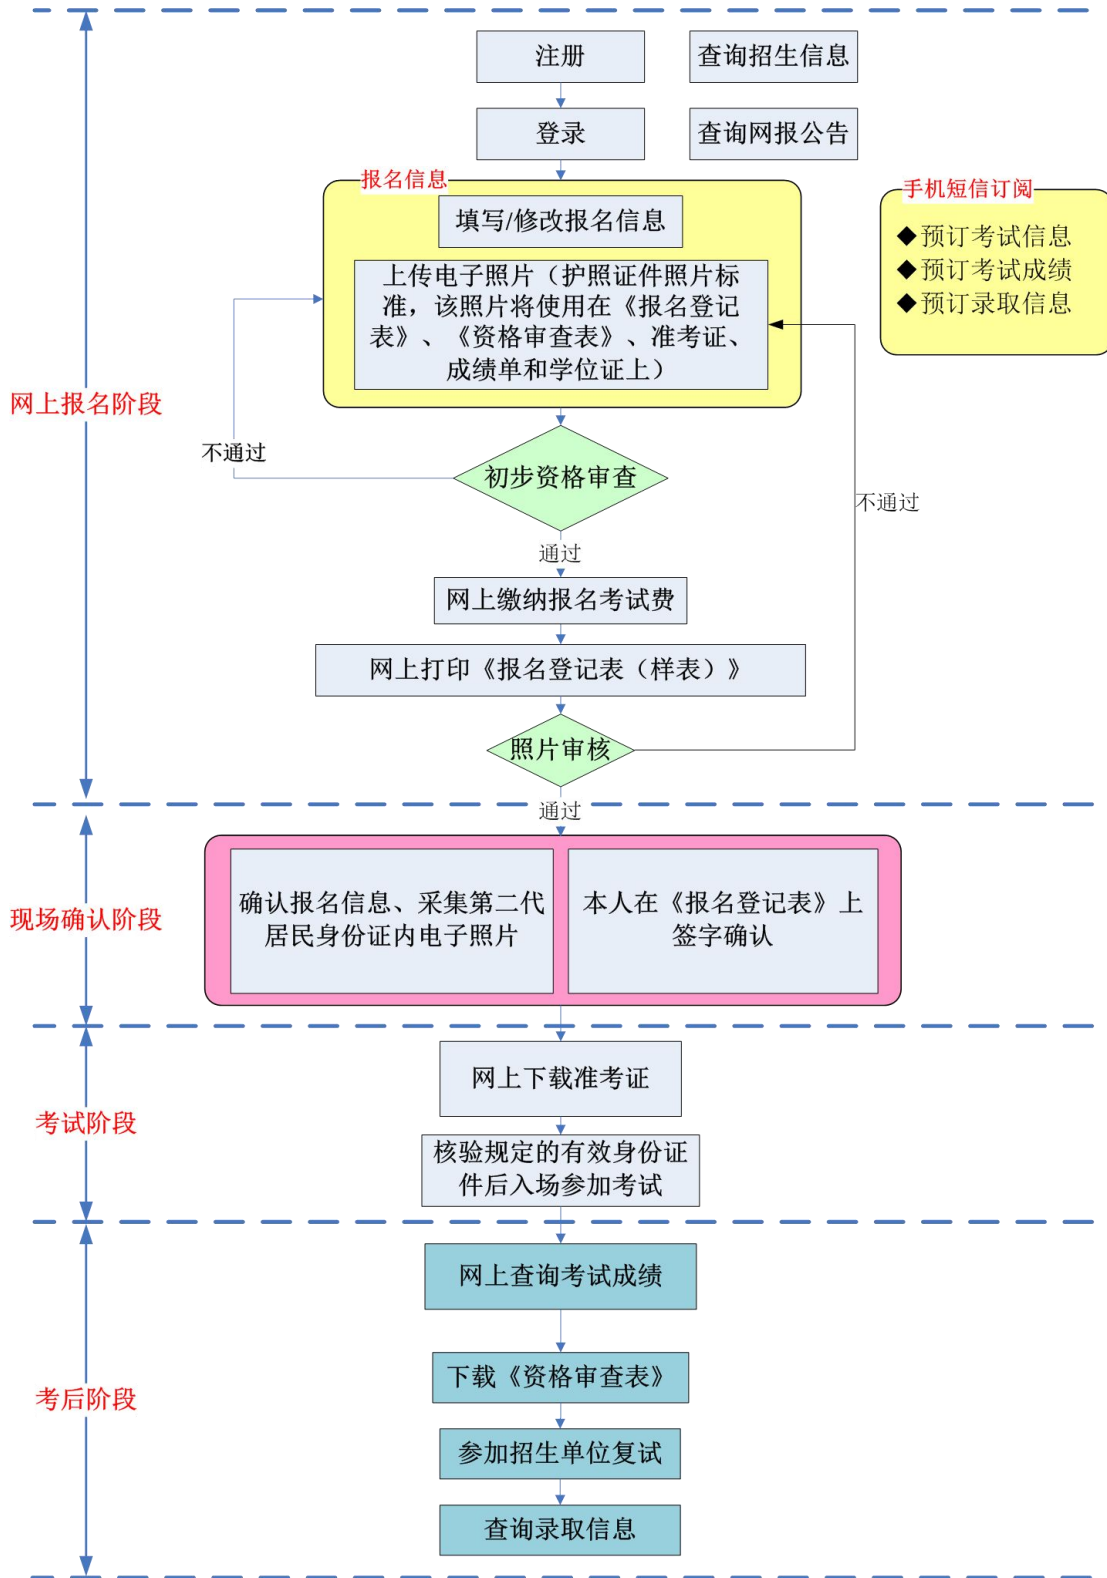 注册
查询招生信息
登录
查询网报公告
报名信息
填写/修改报名信息
上传电子照片（护照证件照片标
准，该照片将使用在《报名登记
表》、《资格审查表》、准考证、
成绩单和学位证上）
手机短信订阅
◆预订考试信息
◆预订考试成绩
◆预订录取信息
网上报名阶段
不通过
初步资格审查
不通过
通过
网上缴纳报名考试费
网上打印《报名登记表（样表）》
照片审核
通过
现场确认阶段
确认报名信息、采集第二代
居民身份证内电子照片
本人在《报名登记表》上
签字确认
考试阶段
网上下载准考证
核验规定的有效身份证
件后入场参加考试
考后阶段
网上查询考试成绩
下载《资格审查表》
参加招生单位复试
查询录取信息